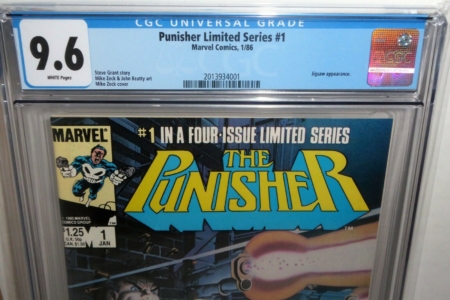 CGC UNIVERSAL GRADE
9.6
WHITE Pages
Punisher Limited Series #1
Marvel Comics, 1/86
Steve Grant story
Mike Zeck & John Beatty art
Mike Zeck cover
Jigsaw appearance.
2013934001
CGC
MARVEL
#1 IN A FOUR-ISSUE LIMITED SERIES
THE
PUNISHER
TM
$1.25
1
JAN